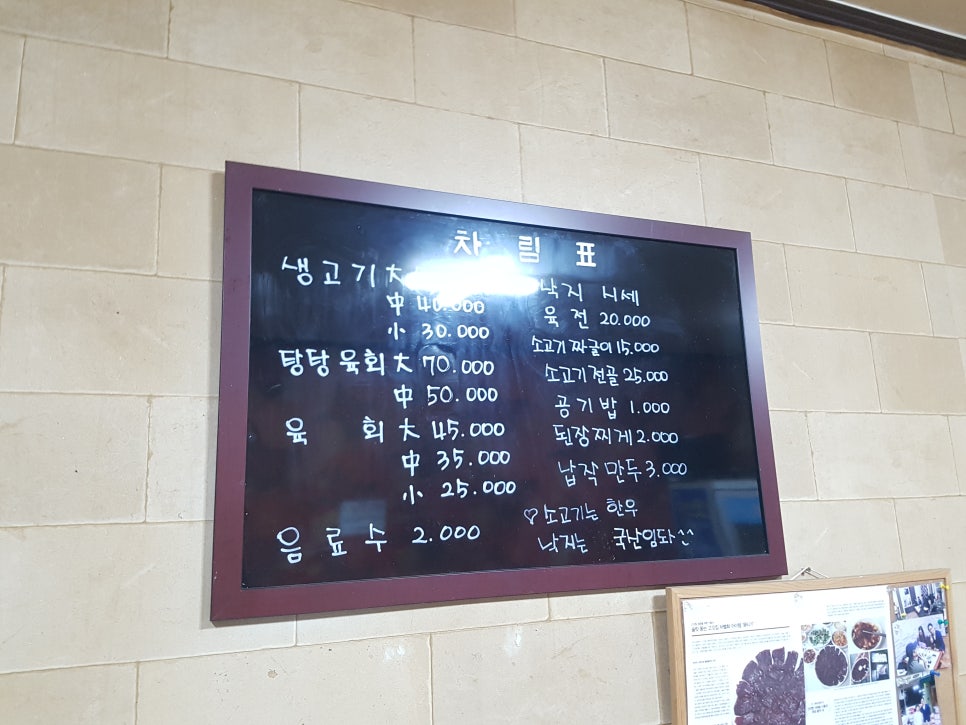 차림표
생고기 大
中 40.000
小 30.000
탕탕육회 大 70.000
中 50.000
육회 大 45.000
中 35.000
小 25.000
음료수 2.000
낙지 시세
육전 20.000
소고기짜글이 15.000
소고기전골 25.000
공기밥 1.000
된장찌게 2.000
납작만두 3.000
♡소고기는 한우
낙지는 국산임돠^^